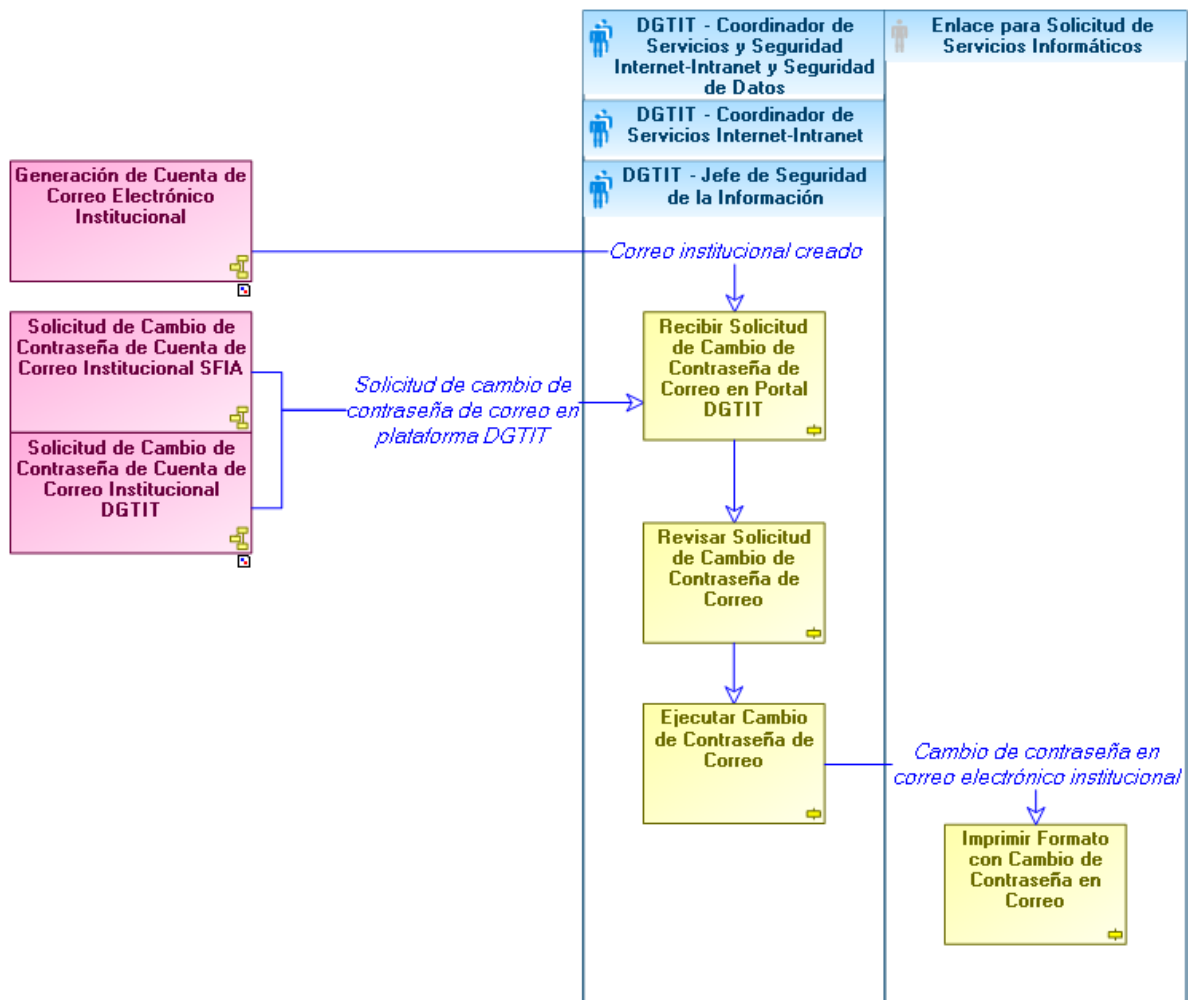 DGTIT - Coordinador de
Servicios y Seguridad
Internet-Intranet y Seguridad
de Datos
Enlace para Solicitud de
Servicios Informáticos
DGTIT - Coordinador de
Servicios Internet-Intranet
DGTIT - Jefe de Seguridad
de la Información
Generación de Cuenta de
Correo Electrónico
Institucional
Correo institucional creado
Solicitud de Cambio de
Contraseña de Cuenta de
Correo Institucional SFIA
Solicitud de Cambio de
Contraseña de Cuenta de
Correo Institucional
DGTIT
Solicitud de cambio de
contraseña de correo en
plataforma DGTIT
Recibir Solicitud
de Cambio de
Contraseña de
Correo en Portal
DGTIT
Revisar Solicitud
de Cambio de
Contraseña de
Correo
Ejecutar Cambio
de Contraseña de
Correo
Cambio de contraseña en
correo electrónico institucional
Imprimir Formato
con Cambio de
Contraseña en
Correo